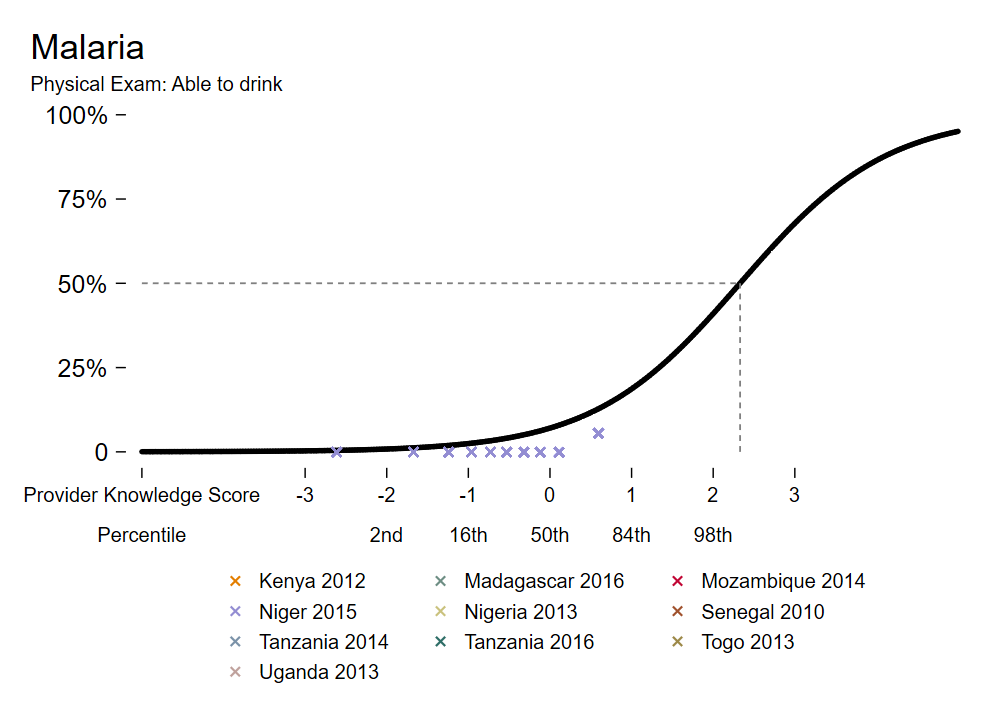 Malaria
Physical Exam: Able to drink
100%
75%
50%
25%
0
Provider Knowledge Score -3 -2 -1 0 1 2 3
Percentile 2nd 16th 50th 84th 98th
Kenya 2012 Madagascar 2016 Mozambique 2014
Niger 2015 Nigeria 2013 Senegal 2010
Tanzania 2014 Tanzania 2016 Togo 2013
Uganda 2013